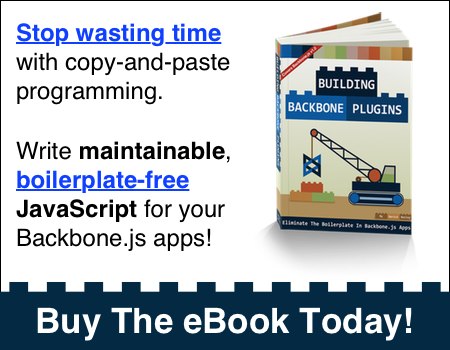 Stop wasting time
with copy-and-paste
programming.
Write maintainable,
boilerplate-free
JavaScript for your
Backbone.js apps!
BUILDING
BACKBONE PLUGINS
Eliminate The Boilerplate In Backbone.js Apps
Buy The eBook Today!